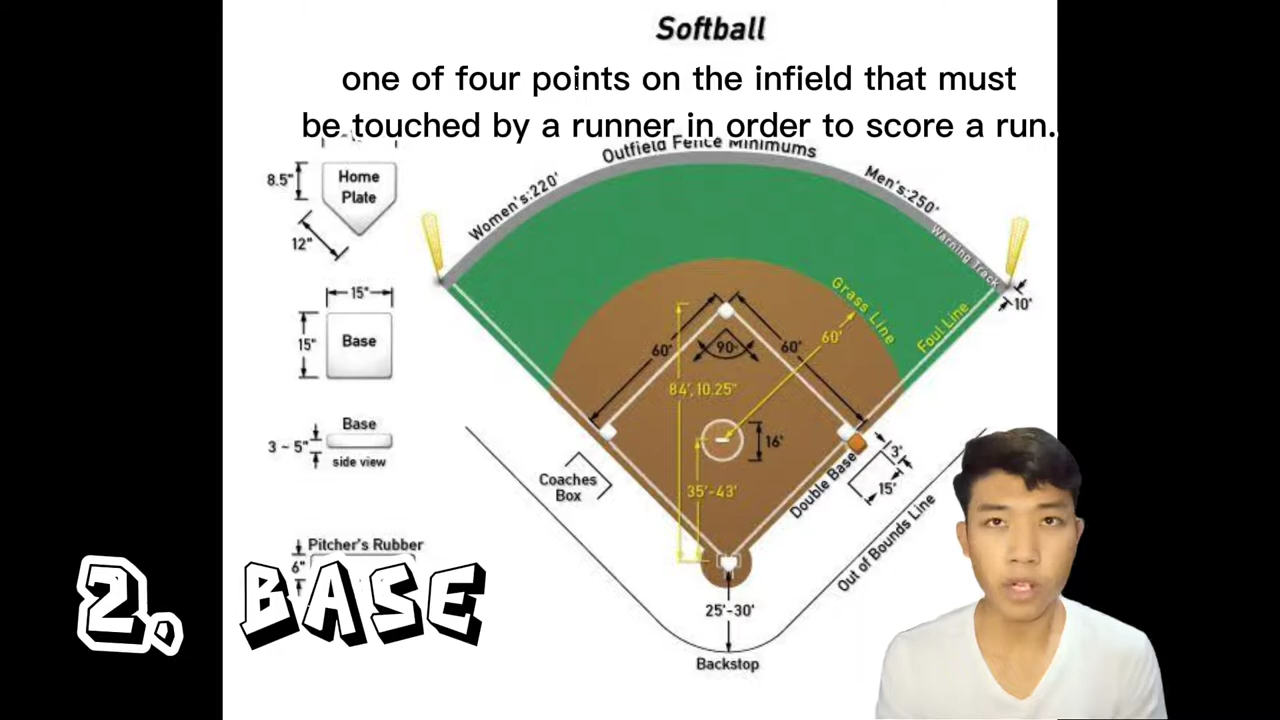 Softball
one of four points on the infield that must
be touched by a runner in order to score a run.
Outfield Fence Minimums
Women's:220'
Men's:250'
Warning Track
10'
8.5"
Home
Plate
12"
Grass Line
Foul Line
15"
15"
Base
60'
90°
60'
60'
84', 10.25"
Base
3 ~ 5"
side view
16'
3'
15'
Coaches
Box
35'-43'
Double Base
Out of Bounds Line
Pitcher's Rubber
6"
2. BASE
25'-30'
Backstop